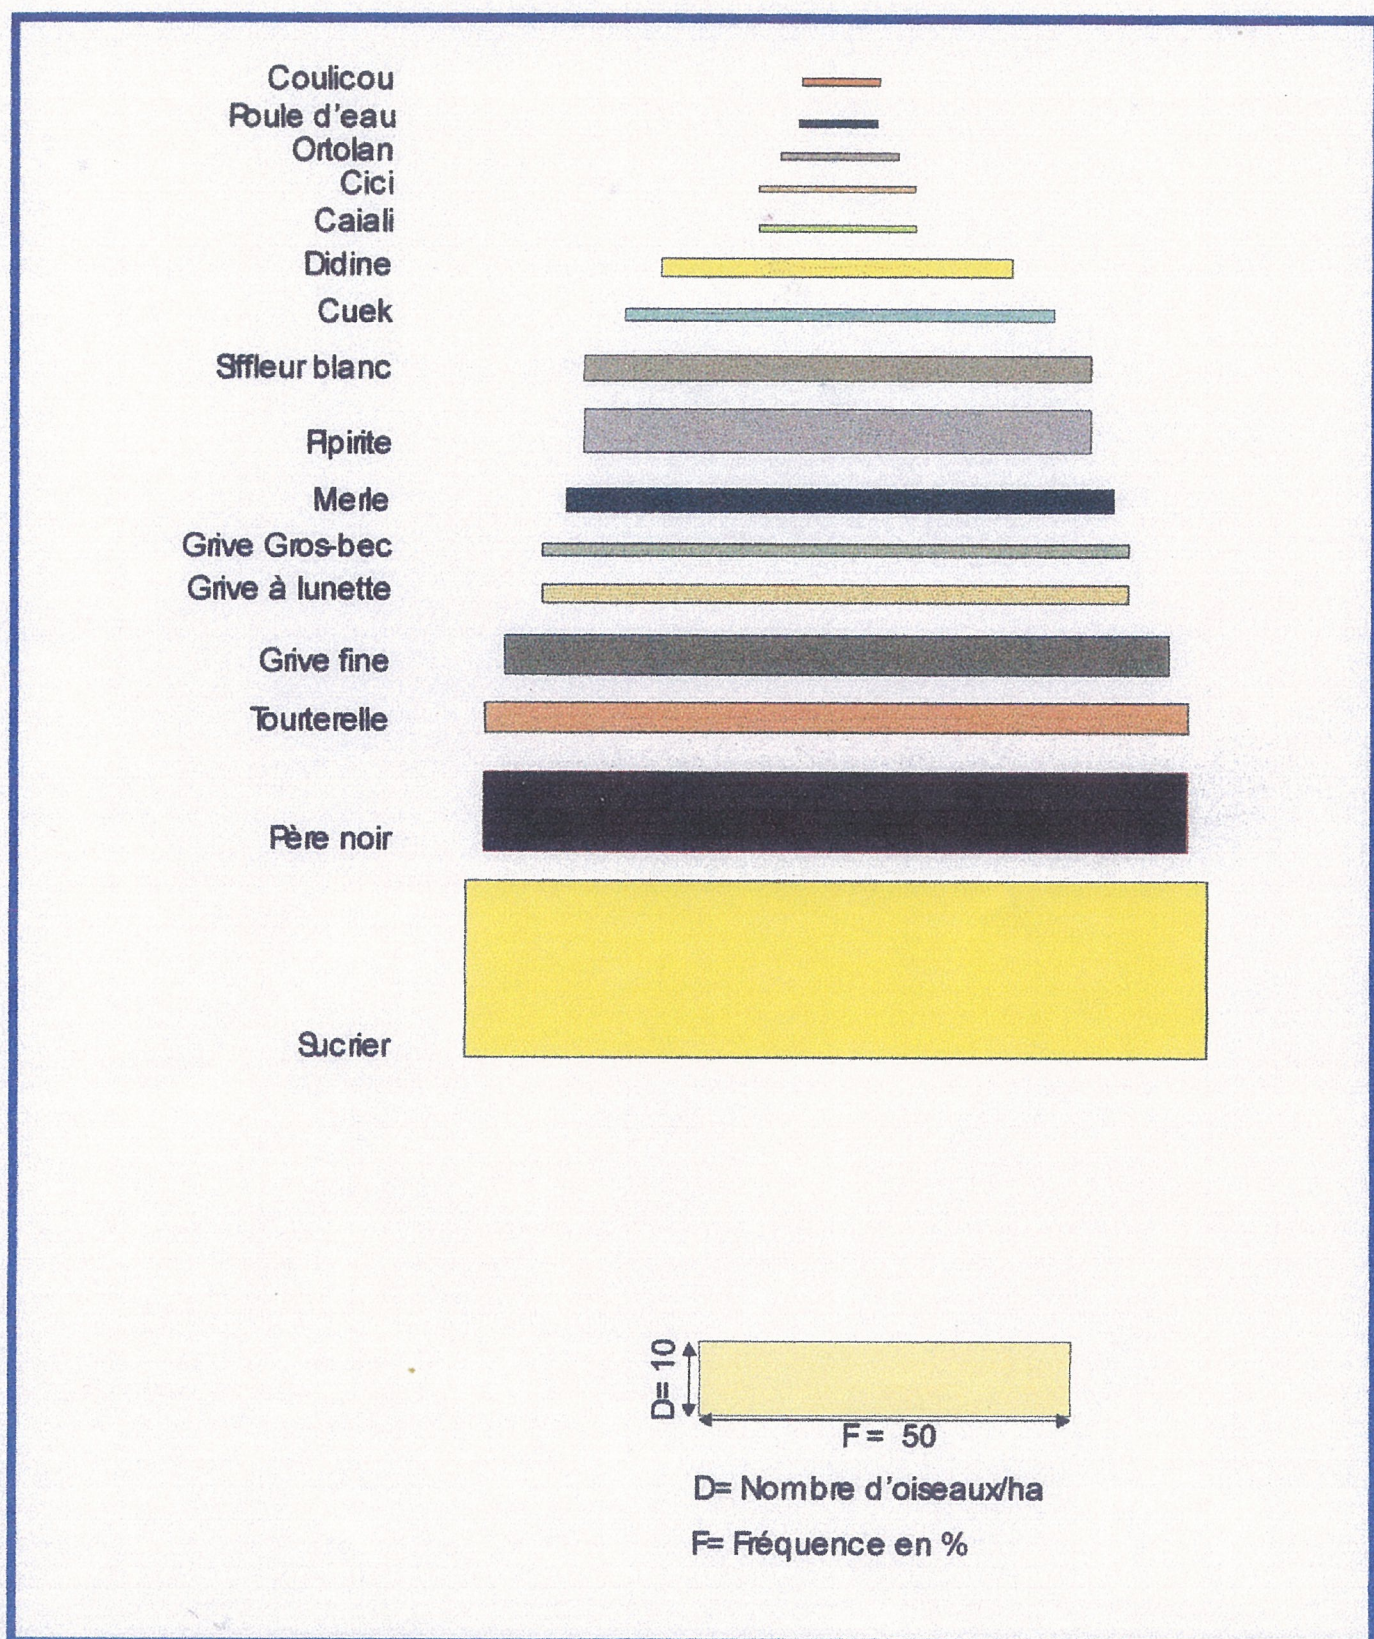 Coulicou
Poule d'eau
Ortolan
Cici
Caiali
Didine
Cuek
Siffleur blanc
Pipirite
Merle
Grive Gros-bec
Grive à lunette
Grive fine
Tourterelle
Père noir
Sucrier
D= 10
F = 50
D= Nombre d'oiseaux/ha
F= Fréquence en %